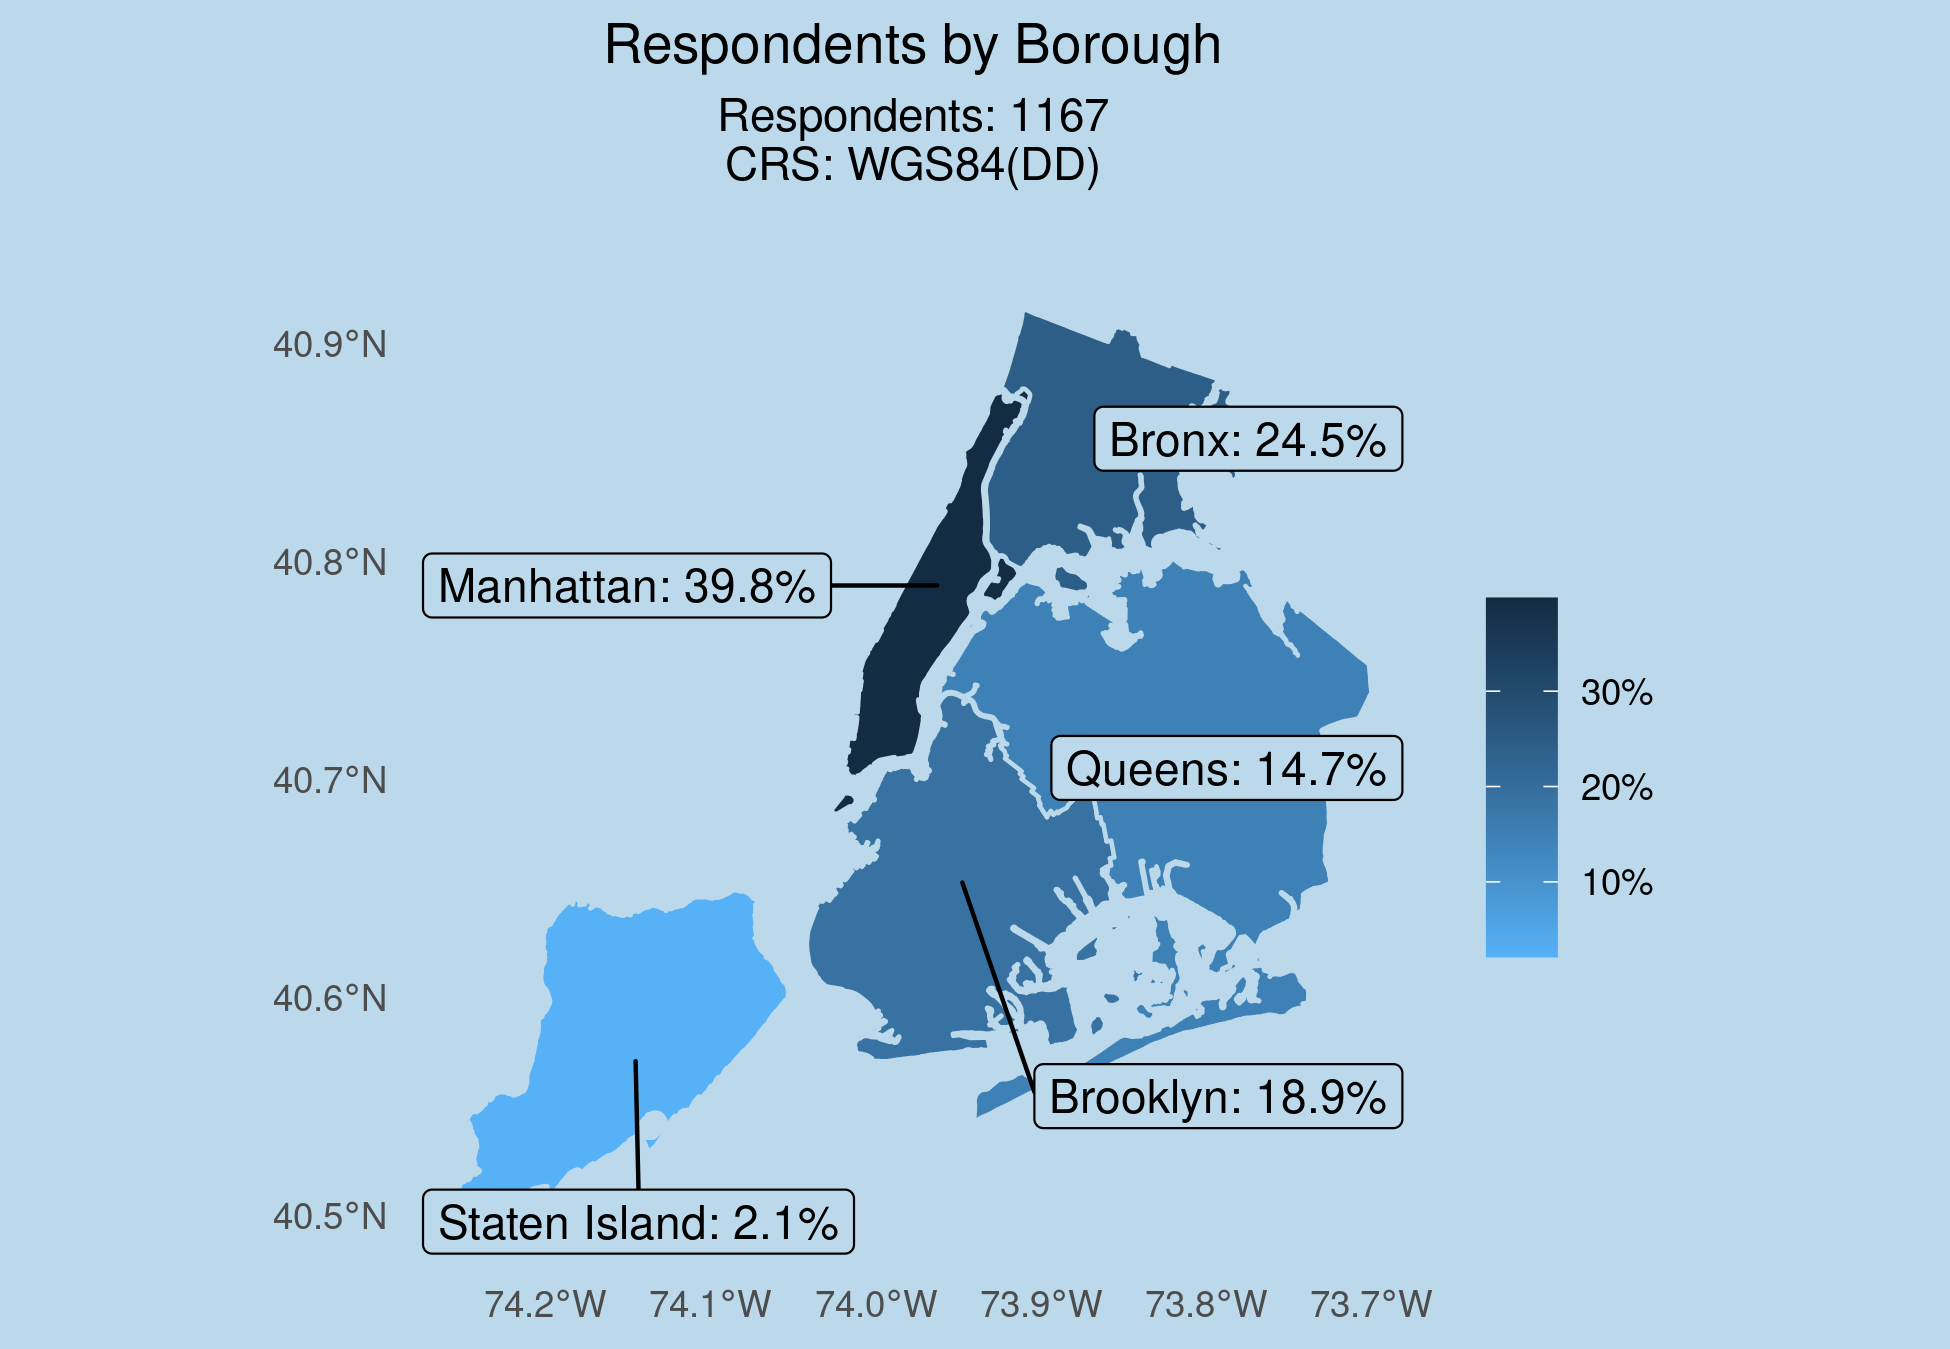 Respondents by Borough
Respondents: 1167
CRS: WGS84(DD)
40.9°N
40.8°N
40.7°N
40.6°N
40.5°N
Bronx: 24.5%
Manhattan: 39.8%
Queens: 14.7%
Brooklyn: 18.9%
Staten Island: 2.1%
30%
20%
10%
74.2°W 74.1°W 74.0°W 73.9°W 73.8°W 73.7°W